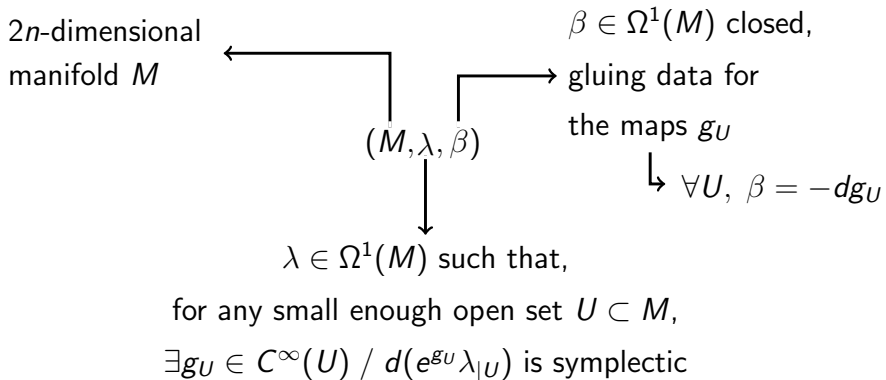 2n-dimensional
manifold M
β ∈ Ω¹(M) closed,
gluing data for
the maps g_U
∀U, β = −dg_U
(M, λ, β)
λ ∈ Ω¹(M) such that,
for any small enough open set U ⊂ M,
∃g_U ∈ C^∞(U) / d(e^{g_U} λ_{|U}) is symplectic